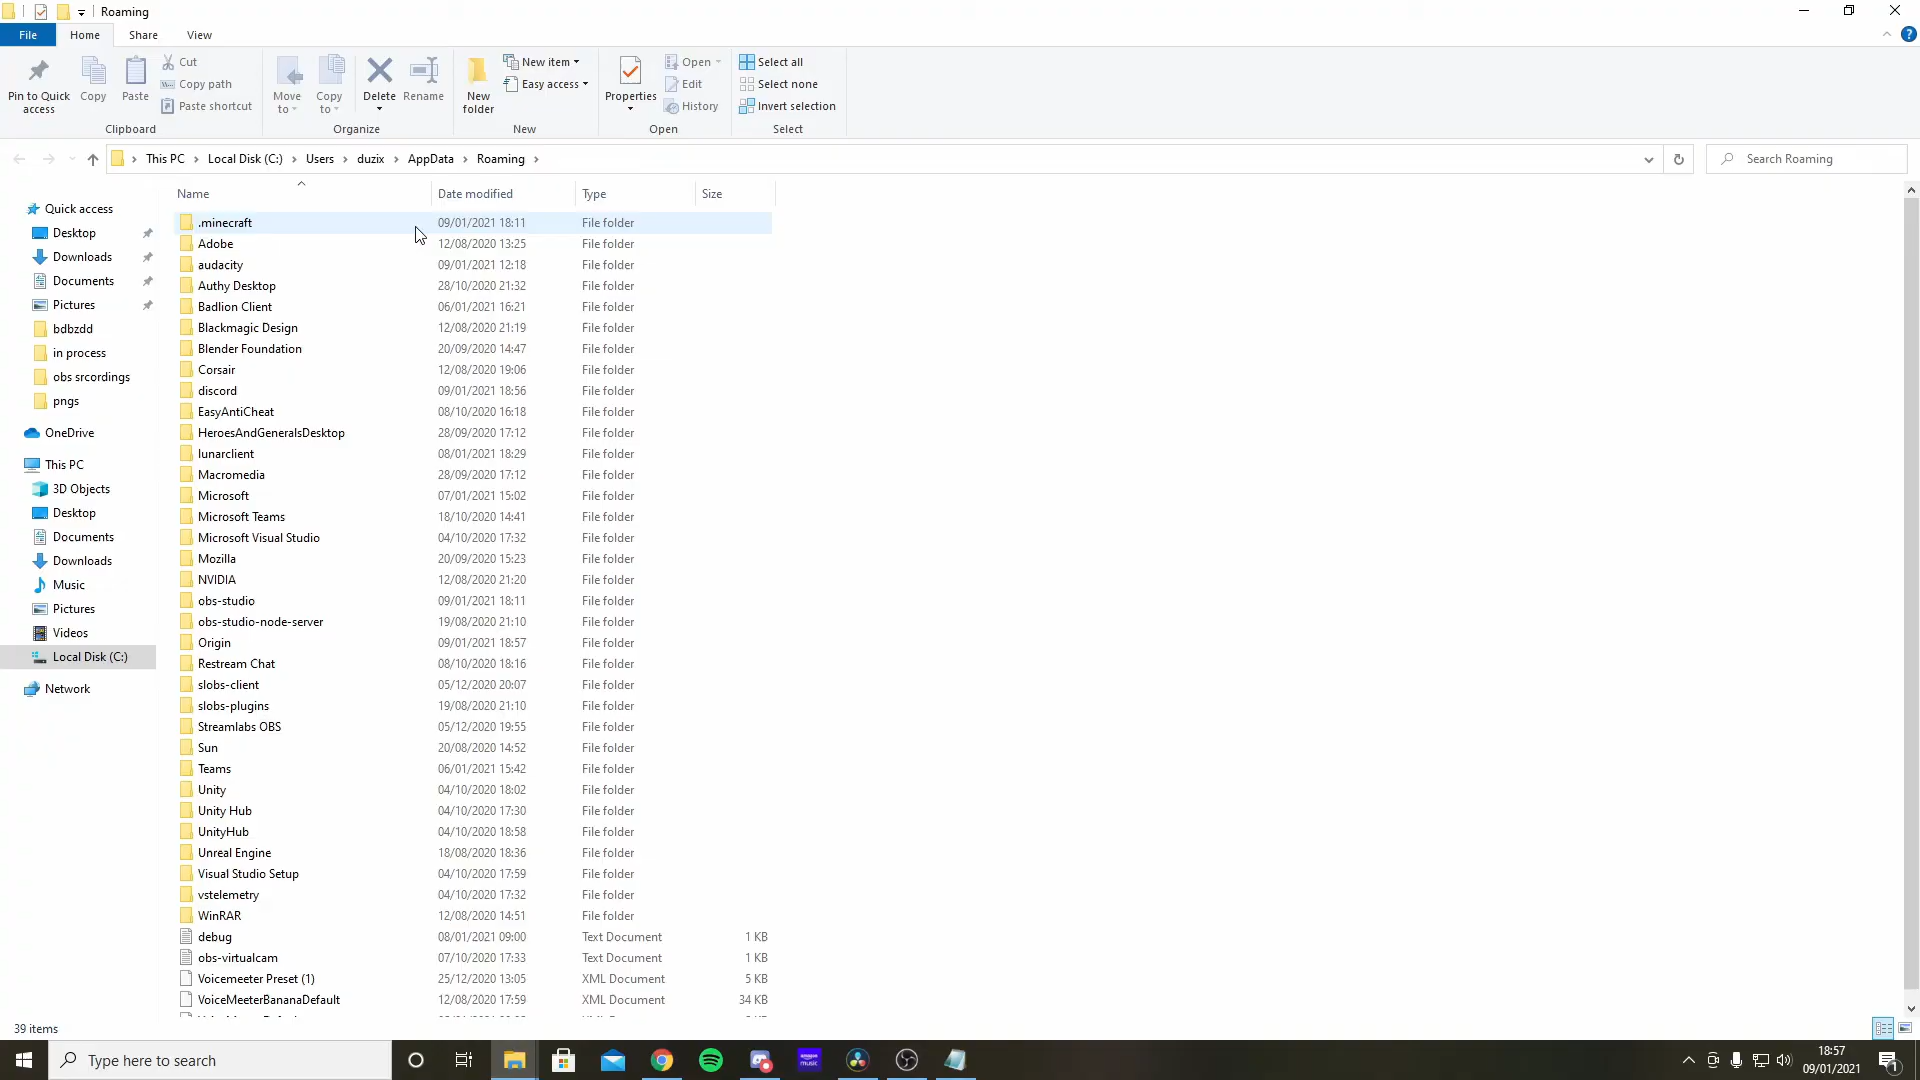 Roaming
File
Home
Share
View
Pin to Quick access
Copy
Paste
Cut
Copy path
Paste shortcut
Clipboard
Move to
Copy to
Delete
Rename
Organize
New folder
New item
Easy access
New
Properties
Open
Edit
History
Open
Select all
Select none
Invert selection
Select
This PC > Local Disk (C:) > Users > duzix > AppData > Roaming >
Search Roaming
Quick access
Desktop
Downloads
Documents
Pictures
bdbzdd
in process
obs srcordings
pngs
OneDrive
This PC
3D Objects
Desktop
Documents
Downloads
Music
Pictures
Videos
Local Disk (C:)
Network
Name Date modified Type Size
.minecraft 09/01/2021 18:11 File folder
Adobe 12/08/2020 13:25 File folder
audacity 09/01/2021 12:18 File folder
Authy Desktop 28/10/2020 21:32 File folder
Badlion Client 06/01/2021 16:21 File folder
Blackmagic Design 12/08/2020 21:19 File folder
Blender Foundation 20/09/2020 14:47 File folder
Corsair 12/08/2020 19:06 File folder
discord 09/01/2021 18:56 File folder
EasyAntiCheat 08/10/2020 16:18 File folder
HeroesAndGeneralsDesktop 28/09/2020 17:12 File folder
lunarclient 08/01/2021 18:29 File folder
Macromedia 28/09/2020 17:12 File folder
Microsoft 07/01/2021 15:02 File folder
Microsoft Teams 18/10/2020 14:41 File folder
Microsoft Visual Studio 04/10/2020 17:32 File folder
Mozilla 20/09/2020 15:23 File folder
NVIDIA 12/08/2020 21:20 File folder
obs-studio 09/01/2021 18:11 File folder
obs-studio-node-server 19/08/2020 21:10 File folder
Origin 09/01/2021 18:57 File folder
Restream Chat 08/10/2020 18:16 File folder
slobs-client 05/12/2020 20:07 File folder
slobs-plugins 19/08/2020 21:10 File folder
Streamlabs OBS 05/12/2020 19:55 File folder
Sun 20/08/2020 14:52 File folder
Teams 06/01/2021 15:42 File folder
Unity 04/10/2020 18:02 File folder
Unity Hub 04/10/2020 17:30 File folder
UnityHub 04/10/2020 18:58 File folder
Unreal Engine 18/08/2020 18:36 File folder
Visual Studio Setup 04/10/2020 17:59 File folder
vstelemetry 04/10/2020 17:32 File folder
WinRAR 12/08/2020 14:51 File folder
debug 08/01/2021 09:00 Text Document 1 KB
obs-virtualcam 07/10/2020 17:33 Text Document 1 KB
Voicemeeter Preset (1) 25/12/2020 13:05 XML Document 5 KB
VoiceMeeterBananaDefault 12/08/2020 17:59 XML Document 34 KB
39 items
Type here to search
18:57
09/01/2021